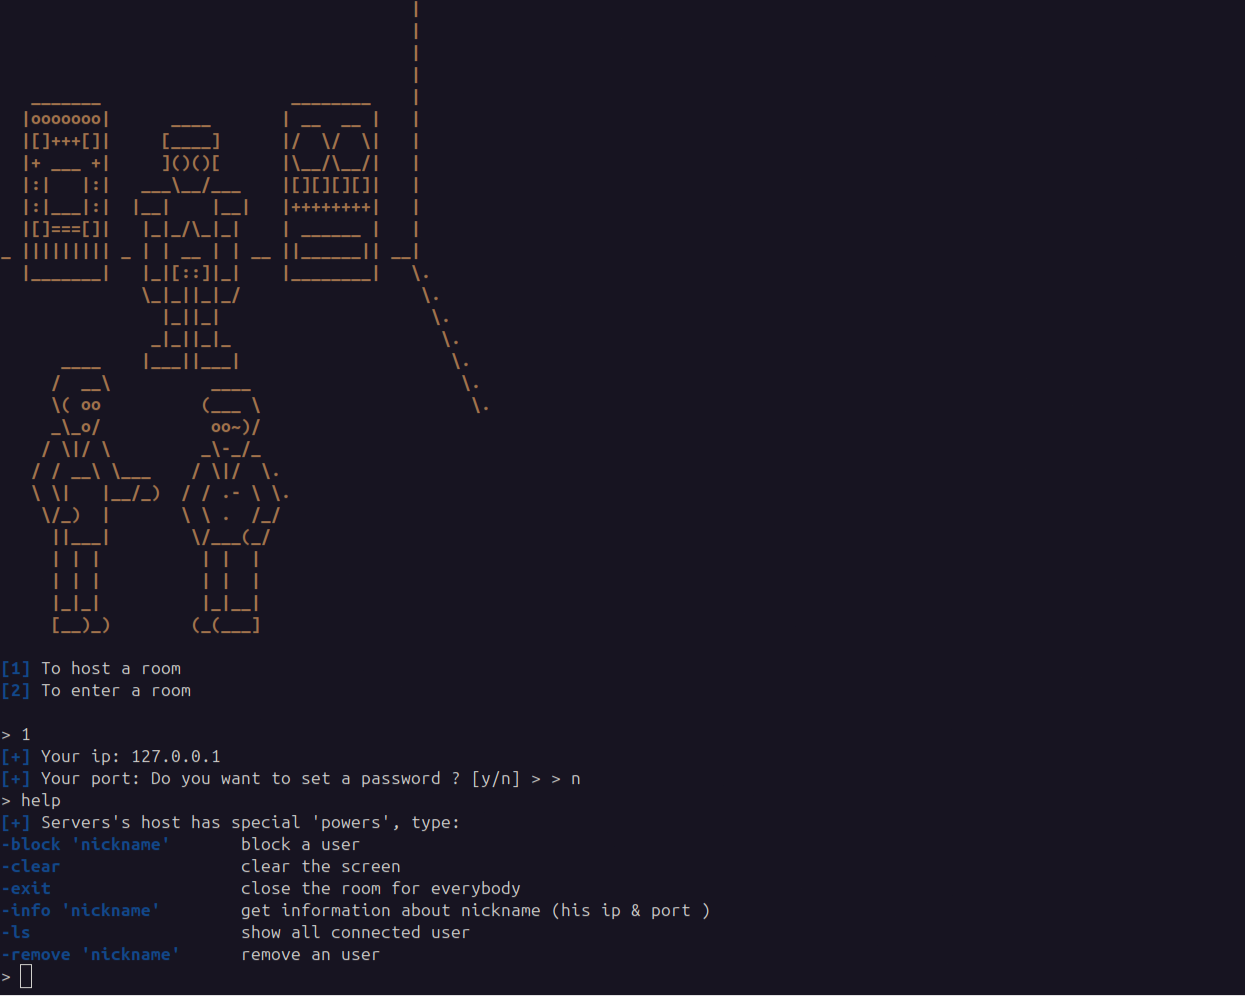 [1] To host a room
[2] To enter a room
> 1
[+] Your ip: 127.0.0.1
[+] Your port: Do you want to set a password ? [y/n] > > n
> help
[+] Servers's host has special 'powers', type:
-block 'nickname' block a user
-clear clear the screen
-exit close the room for everybody
-info 'nickname' get information about nickname (his ip & port )
-ls show all connected user
-remove 'nickname' remove an user
>